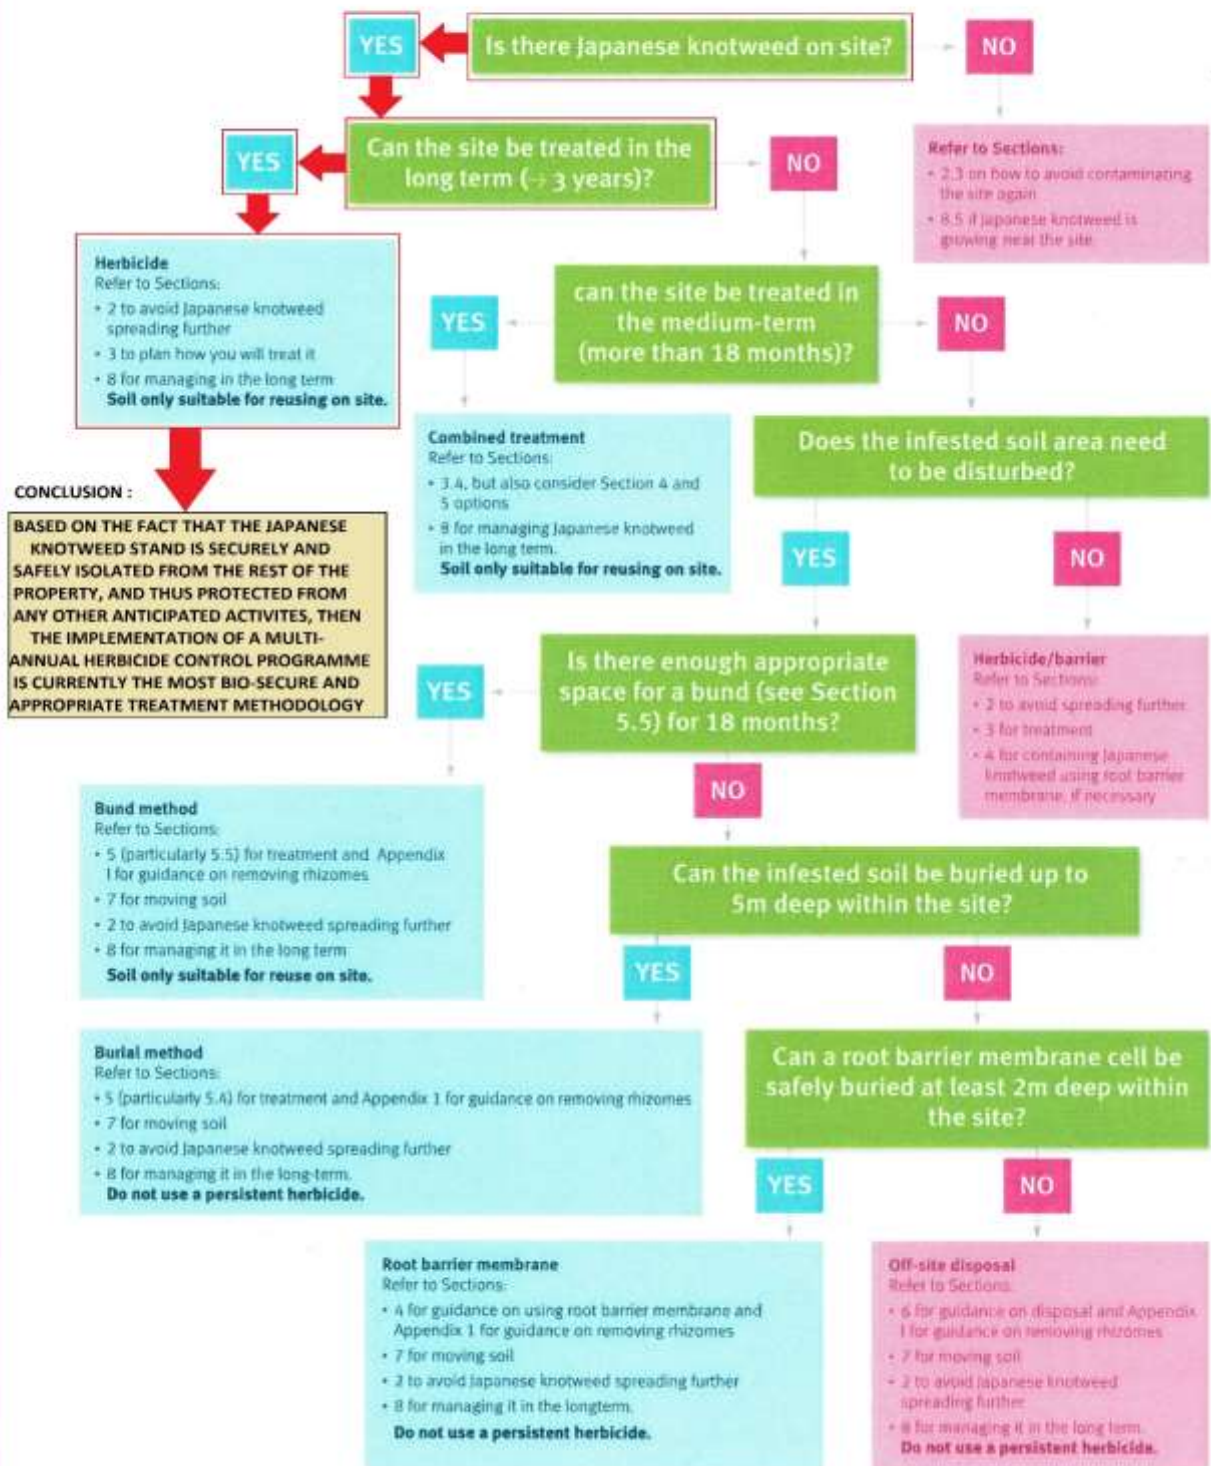 Is there Japanese knotweed on site?
YES
NO
Refer to Sections:
• 2.3 on how to avoid contaminating
the site again
• 8.5 if Japanese knotweed is
growing near the site.
Can the site be treated in the
long term (→ 3 years)?
YES
NO
Herbicide
Refer to Sections:
• 2 to avoid Japanese knotweed
spreading further
• 3 to plan how you will treat it
• 8 for managing in the long term
Soil only suitable for reusing on site.
can the site be treated in
the medium-term
(more than 18 months)?
YES
NO
Combined treatment
Refer to Sections:
• 3.4, but also consider Section 4 and
5 options
• 8 for managing Japanese knotweed
in the long term.
Soil only suitable for reusing on site.
CONCLUSION :
BASED ON THE FACT THAT THE JAPANESE
KNOTWEED STAND IS SECURELY AND
SAFELY ISOLATED FROM THE REST OF THE
PROPERTY, AND THUS PROTECTED FROM
ANY OTHER ANTICIPATED ACTIVITES, THEN
THE IMPLEMENTATION OF A MULTI-
ANNUAL HERBICIDE CONTROL PROGRAMME
IS CURRENTLY THE MOST BIO-SECURE AND
APPROPRIATE TREATMENT METHODOLOGY
Does the infested soil area need
to be disturbed?
YES
NO
Herbicide/barrier
Refer to Sections:
• 2 to avoid spreading further
• 3 for treatment
• 4 for containing Japanese
knotweed using root barrier
membrane, if necessary
Is there enough appropriate
space for a bund (see Section
5.5) for 18 months?
YES
NO
Bund method
Refer to Sections:
• 5 (particularly 5.5) for treatment and Appendix
I for guidance on removing rhizomes
• 7 for moving soil
• 2 to avoid Japanese knotweed spreading further
• 8 for managing it in the long term
Soil only suitable for reuse on site.
Can the infested soil be buried up to
5m deep within the site?
YES
NO
Burial method
Refer to Sections:
• 5 (particularly 5.4) for treatment and Appendix 1 for guidance on removing rhizomes
• 7 for moving soil
• 2 to avoid Japanese knotweed spreading further
• 8 for managing it in the long-term.
Do not use a persistent herbicide.
Can a root barrier membrane cell be
safely buried at least 2m deep within
the site?
YES
NO
Root barrier membrane
Refer to Sections:
• 4 for guidance on using root barrier membrane and
Appendix 1 for guidance on removing rhizomes
• 7 for moving soil
• 2 to avoid Japanese knotweed spreading further
• 8 for managing it in the longterm.
Do not use a persistent herbicide.
Off-site disposal
Refer to Sections:
• 6 for guidance on disposal and Appendix
I for guidance on removing rhizomes
• 7 for moving soil
• 2 to avoid Japanese knotweed
spreading further
• 8 for managing it in the long term.
Do not use a persistent herbicide.